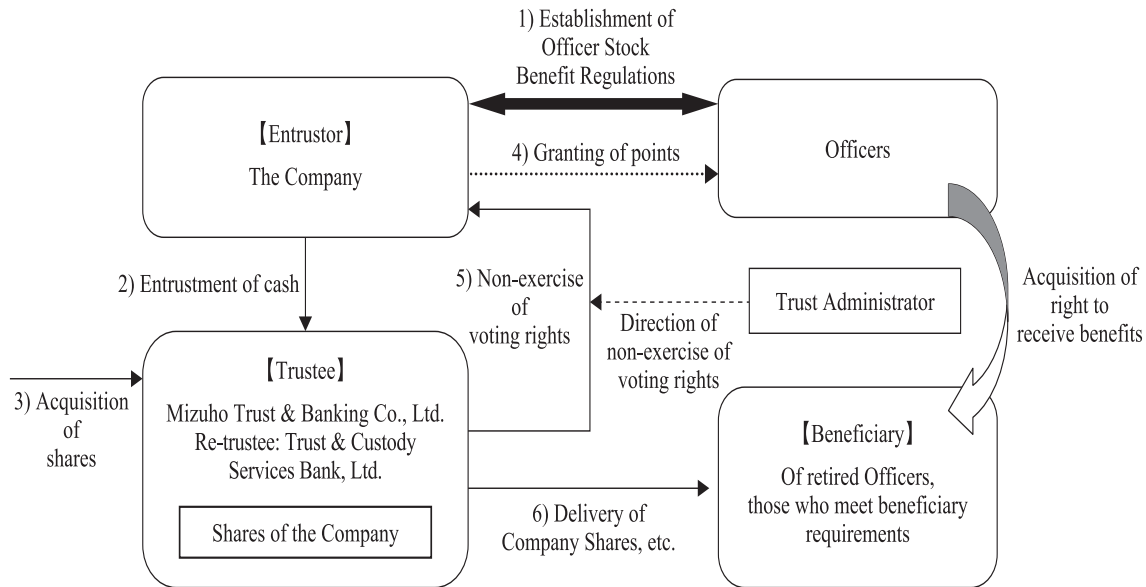 1) Establishment of
Officer Stock
Benefit Regulations
【Entrustor】
The Company
4) Granting of points
Officers
2) Entrustment of cash
5) Non-exercise
of
voting rights
Direction of
non-exercise of
voting rights
Trust Administrator
Acquisition of
right to
receive benefits
3) Acquisition
of
shares
【Trustee】
Mizuho Trust & Banking Co., Ltd.
Re-trustee: Trust & Custody
Services Bank, Ltd.
Shares of the Company
6) Delivery of
Company Shares, etc.
【Beneficiary】
Of retired Officers,
those who meet beneficiary
requirements